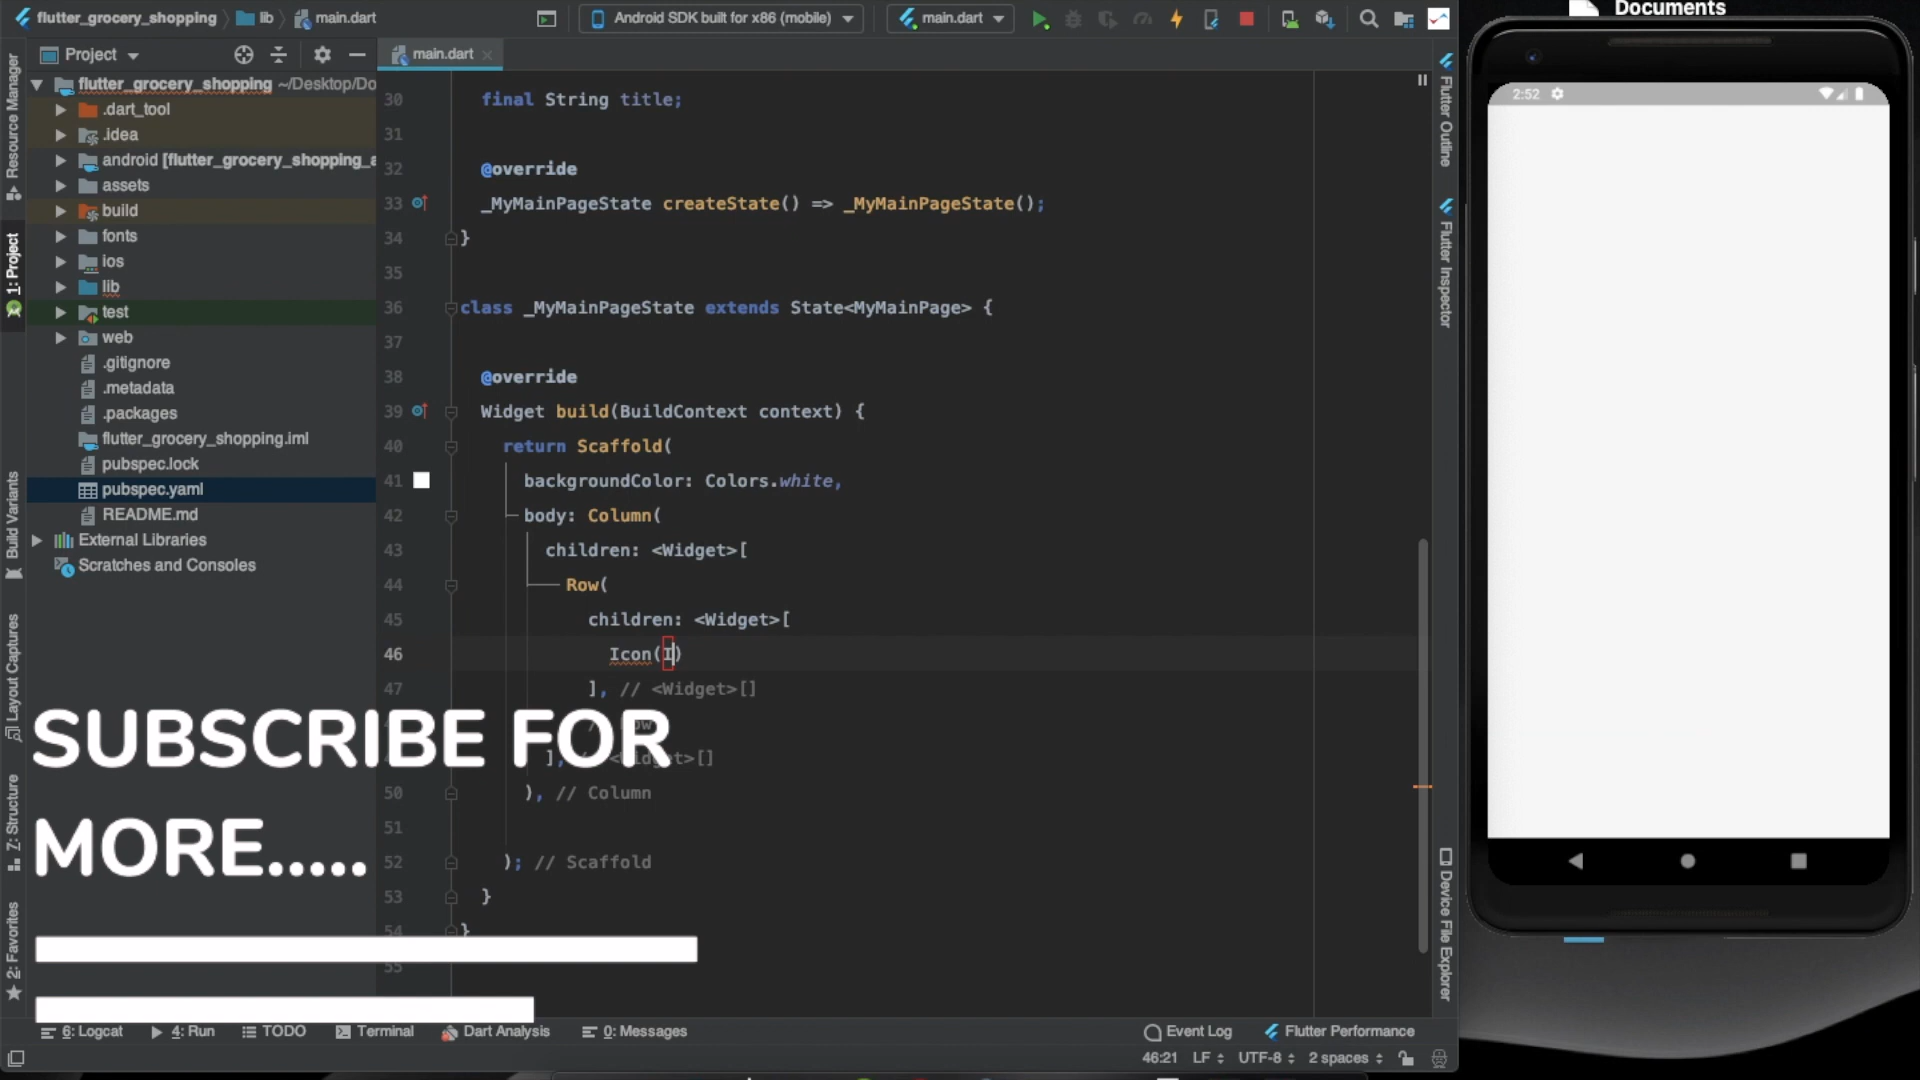 flutter_grocery_shopping lib main.dart
Android SDK built for x86 (mobile)
main.dart
Documents
Project
main.dart
flutter_grocery_shopping ~/Desktop/Do
.dart_tool
.idea
android [flutter_grocery_shopping_a
assets
build
fonts
ios
lib
test
web
.gitignore
.metadata
.packages
flutter_grocery_shopping.iml
pubspec.lock
pubspec.yaml
README.md
External Libraries
Scratches and Consoles
Resource Manager
1: Project
Build Variants
Layout Captures
Z: Structure
2: Favorites
30 final String title;
31
32 @override
33 _MyMainPageState createState() => _MyMainPageState();
34 }
35
36 class _MyMainPageState extends State<MyMainPage> {
37
38 @override
39 Widget build(BuildContext context) {
40 return Scaffold(
41 backgroundColor: Colors.white,
42 body: Column(
43 children: <Widget>[
44 Row(
45 children: <Widget>[
46 Icon(I)
47 ], // <Widget>[]
], <Widget>[]
50 ), // Column
51
52 ); // Scaffold
53 }
54 }
55
SUBSCRIBE FOR
MORE.....
Flutter Outline
Flutter Inspector
Device File Explorer
2:52
6: Logcat 4: Run TODO Terminal Dart Analysis 0: Messages Event Log Flutter Performance
46:21 LF UTF-8 2 spaces